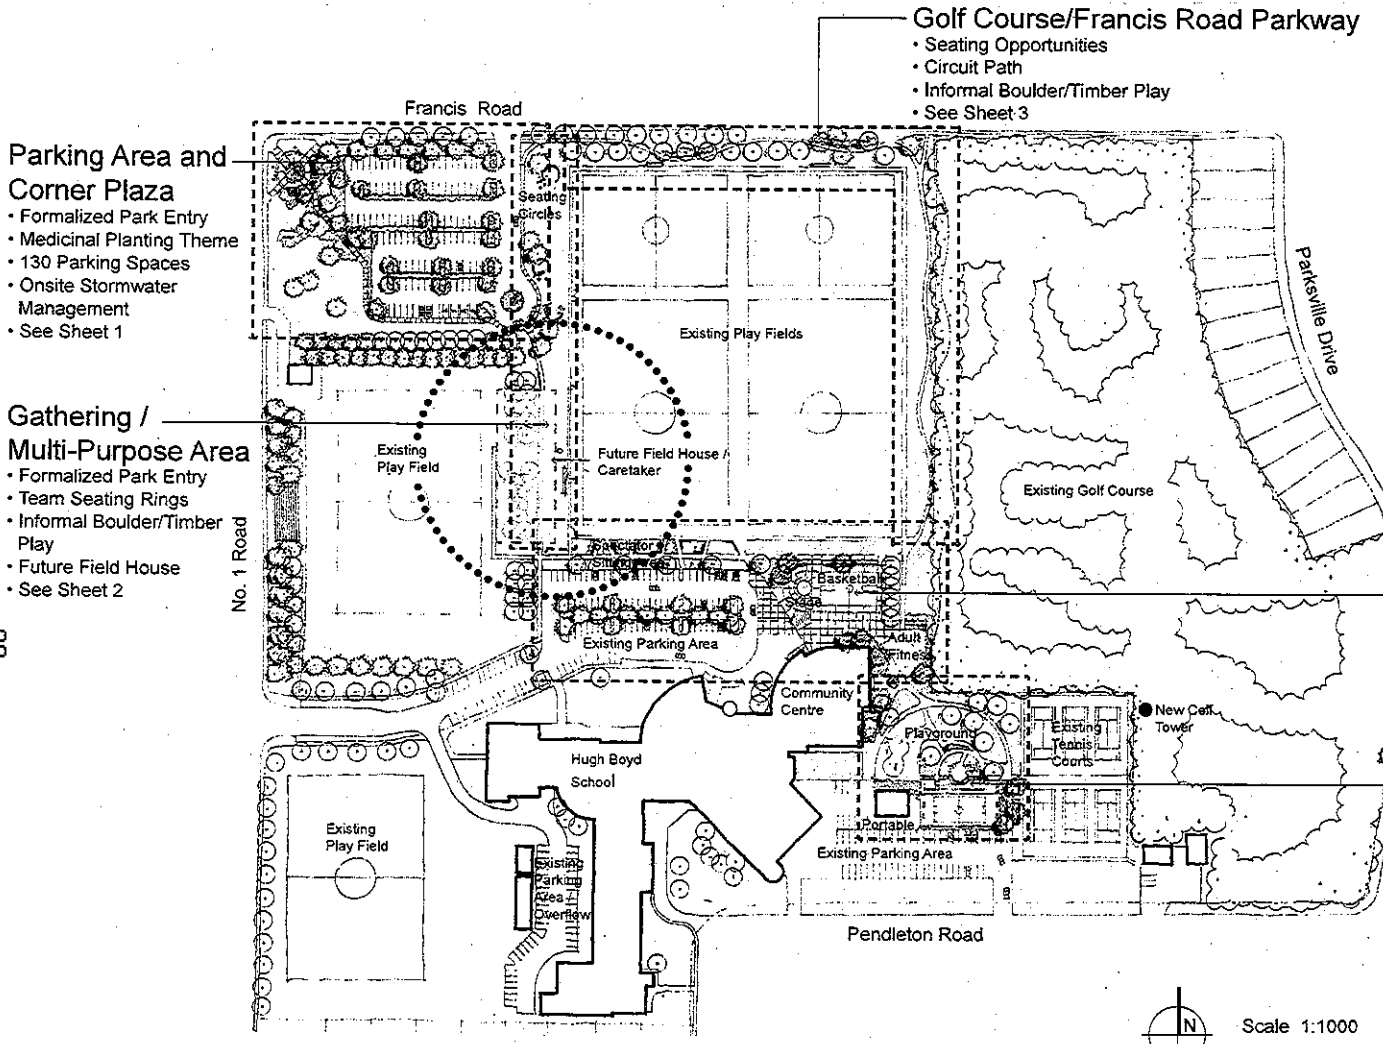 Golf Course/Francis Road Parkway
• Seating Opportunities
• Circuit Path
• Informal Boulder/Timber Play
• See Sheet 3
Francis Road
Parking Area and
Corner Plaza
• Formalized Park Entry
• Medicinal Planting Theme
• 130 Parking Spaces
• Onsite Stormwater
Management
• See Sheet 1
Seating
Circles
Existing Play Fields
Parksville Drive
Gathering /
Multi-Purpose Area
• Formalized Park Entry
• Team Seating Rings
• Informal Boulder/Timber
Play
• Future Field House
• See Sheet 2
No. 1 Road
Existing
Play Field
Future Field House /
Caretaker
Existing Golf Course
Spectator
Basketball
Stage
Adult
Fitness
Existing Parking Area
Community
Centre
New Cell
Tower
Playground
Existing
Tennis
Courts
Hugh Boyd
School
Portable
Existing
Play Field
Existing Parking Area
Existing
Parking
Area /
Overflow
Pendleton Road
N
Scale 1:1000